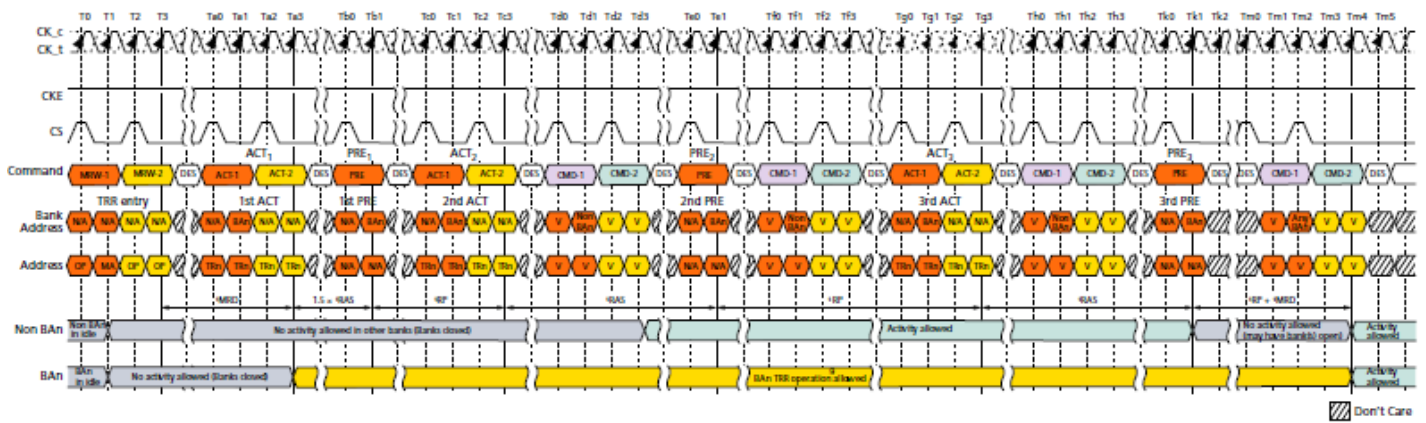 T0 T1 T2 T3 Ta0 Ta1 Ta2 Ta3 Tb0 Tb1 Tc0 Tc1 Tc2 Tc3 Td0 Td1 Td2 Td3 Te0 Te1 Tf0 Tf1 Tf2 Tf3 Tg0 Tg1 Tg2 Tg3 Th0 Th1 Th2 Th3 Tk0 Tk1 Tk2 Tm0 Tm1 Tm2 Tm3 Tm4 Tm5
CK_c
CK_t
CKE
CS
ACT1 PRE1 ACT2 PRE2 ACT3 PRE3
Command MRW-1 MRW-2 DES ACT-1 ACT-2 DES PRE DES ACT-1 ACT-2 DES CMD-1 CMD-2 DES PRE DES CMD-1 CMD-2 DES ACT-1 ACT-2 DES CMD-1 CMD-2 DES PRE DES DES CMD-1 CMD-2 DES
TRR entry 1st ACT 1st PRE 2nd ACT 2nd PRE 3rd ACT 3rd PRE
Bank Address N/A N/A N/A N/A N/A BAn N/A N/A N/A BAn N/A BAn N/A N/A V Non BAn V V N/A BAn V Non BAn V V N/A BAn N/A N/A V Non BAn V V N/A BAn V Any BAn V V
Address OP MA OP OP TRn TRn TRn TRn N/A N/A TRn TRn TRn TRn V V V V N/A N/A V V V V TRn TRn TRn TRn V V V V N/A N/A V V V V
tMRD 1.5 × tRAS tRP tRAS tRP tRAS tRP + tMRD
Non BAn Non BAn in idle No activity allowed in other banks (Banks closed) Activity allowed No activity allowed (may have bank(s) open) Activity allowed
BAn BAn in idle No activity allowed (Banks closed) BAn TRR operation allowed Activity allowed
Don't Care